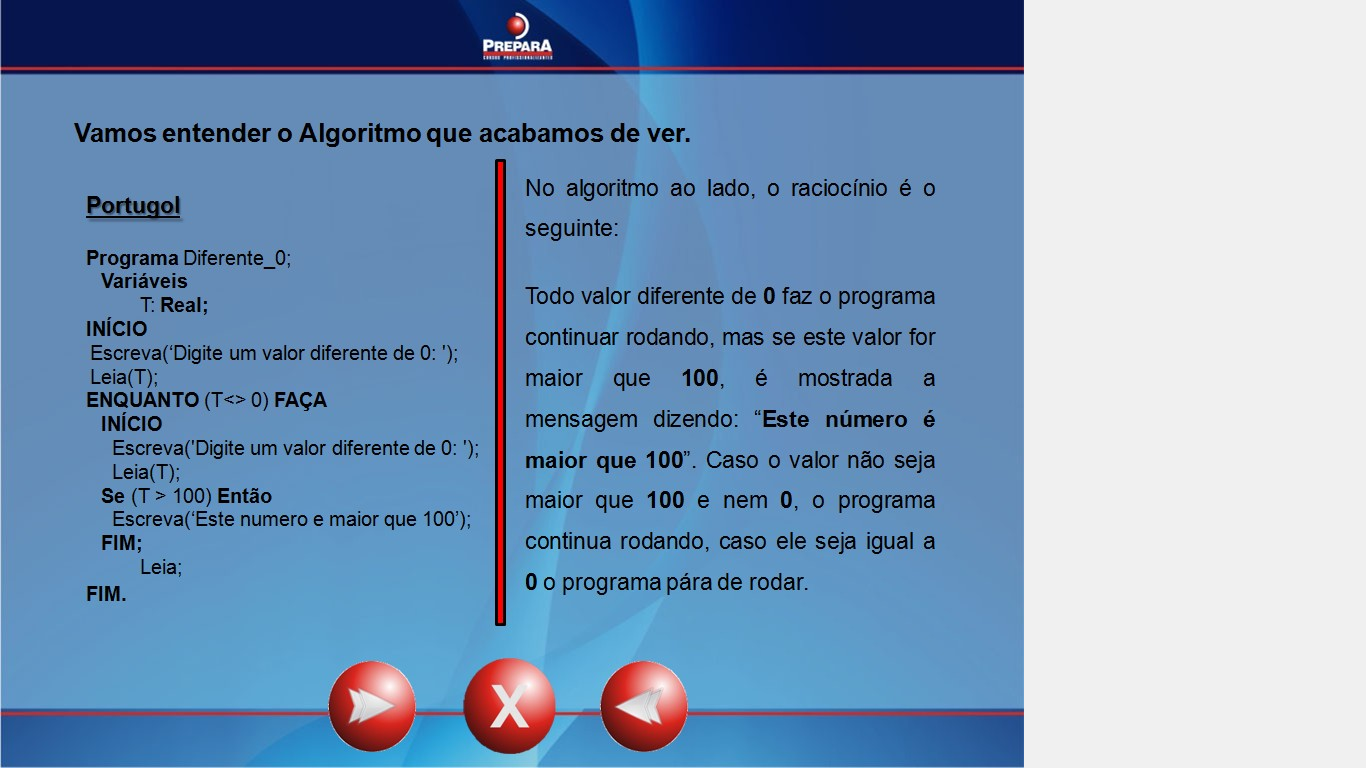 PREPARA
CURSOS PROFISSIONALIZANTES
Vamos entender o Algoritmo que acabamos de ver.
Portugol
Programa Diferente_0;
Variáveis
T: Real;
INÍCIO
Escreva(‘Digite um valor diferente de 0: ');
Leia(T);
ENQUANTO (T<> 0) FAÇA
INÍCIO
Escreva('Digite um valor diferente de 0: ');
Leia(T);
Se (T > 100) Então
Escreva(‘Este numero e maior que 100’);
FIM;
Leia;
FIM.
No algoritmo ao lado, o raciocínio é o
seguinte:
Todo valor diferente de 0 faz o programa
continuar rodando, mas se este valor for
maior que 100, é mostrada a
mensagem dizendo: “Este número é
maior que 100”. Caso o valor não seja
maior que 100 e nem 0, o programa
continua rodando, caso ele seja igual a
0 o programa pára de rodar.
X